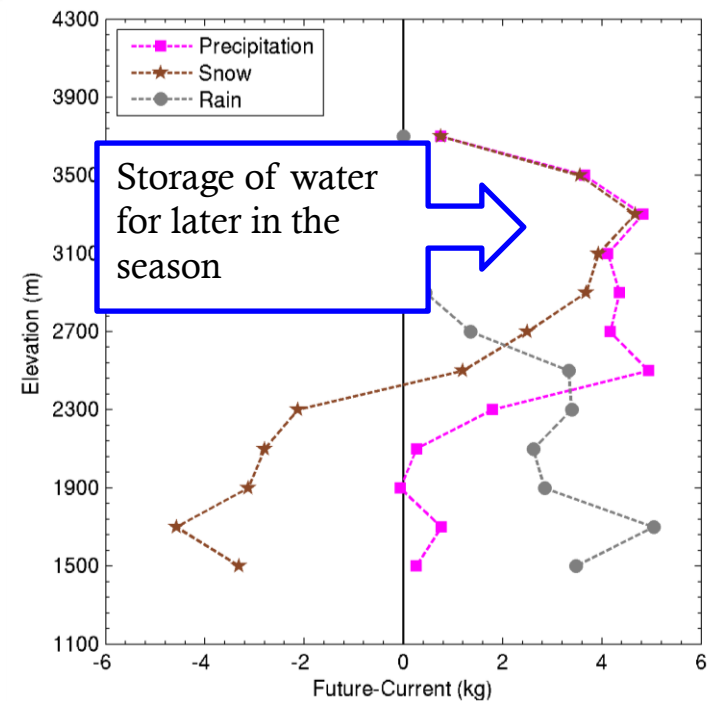 4300
3900
3500
3100
2700
2300
1900
1500
1100
Elevation (m)
Precipitation
Snow
Rain
Storage of water
for later in the
season
-6 -4 -2 0 2 4 6
Future-Current (kg)